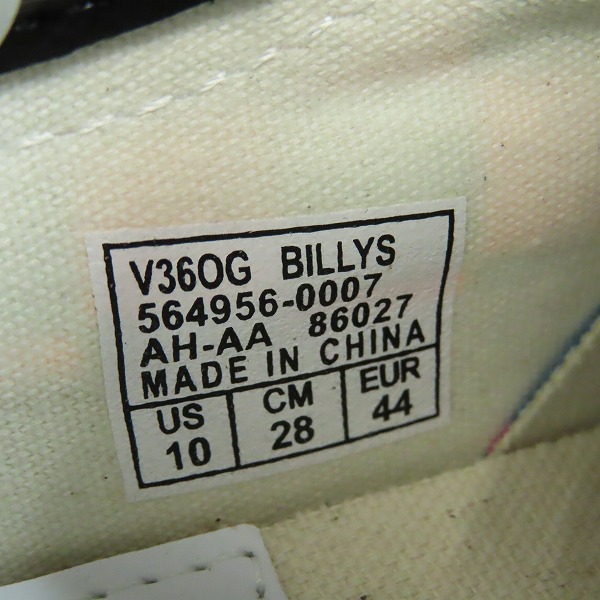 V36OG BILLYS
564956-0007
AH-AA 86027
MADE IN CHINA
US CM EUR
10 28 44